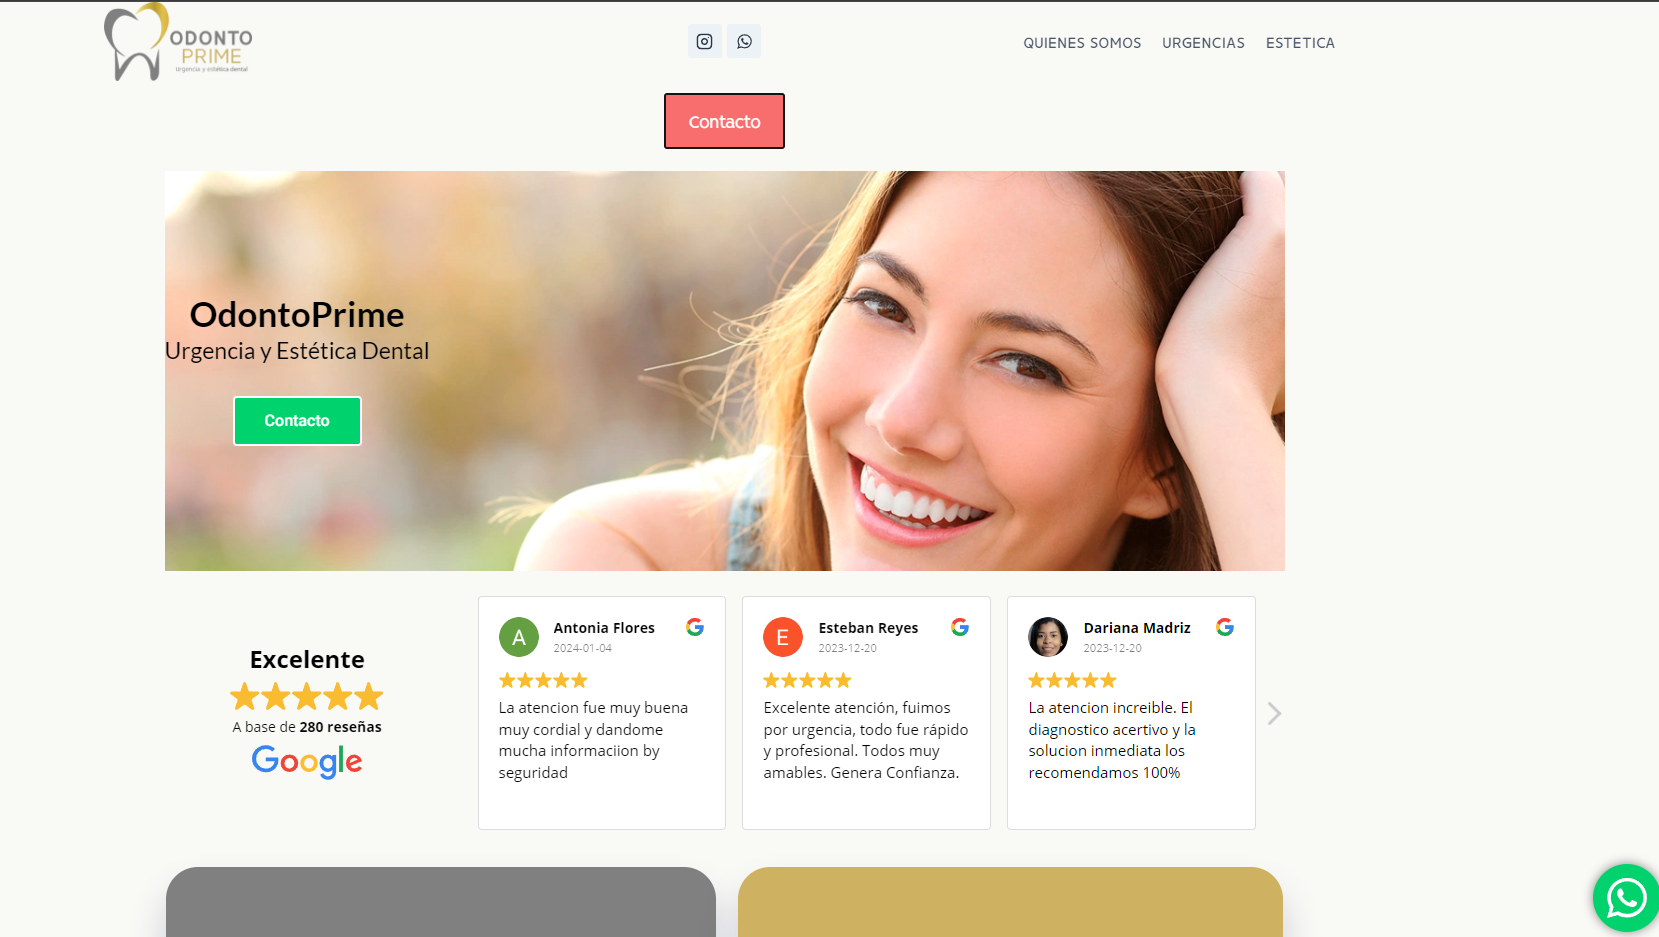 ODONTO
PRIME
Urgencia y estética dental
QUIENES SOMOS URGENCIAS ESTETICA
Contacto
OdontoPrime
Urgencia y Estética Dental
Contacto
Excelente
A base de 280 reseñas
Google
A
Antonia Flores
2024-01-04
La atencion fue muy buena
muy cordial y dandome
mucha informaciion by
seguridad
E
Esteban Reyes
2023-12-20
Excelente atención, fuimos
por urgencia, todo fue rápido
y profesional. Todos muy
amables. Genera Confianza.
Dariana Madriz
2023-12-20
La atencion increible. El
diagnostico acertivo y la
solucion inmediata los
recomendamos 100%